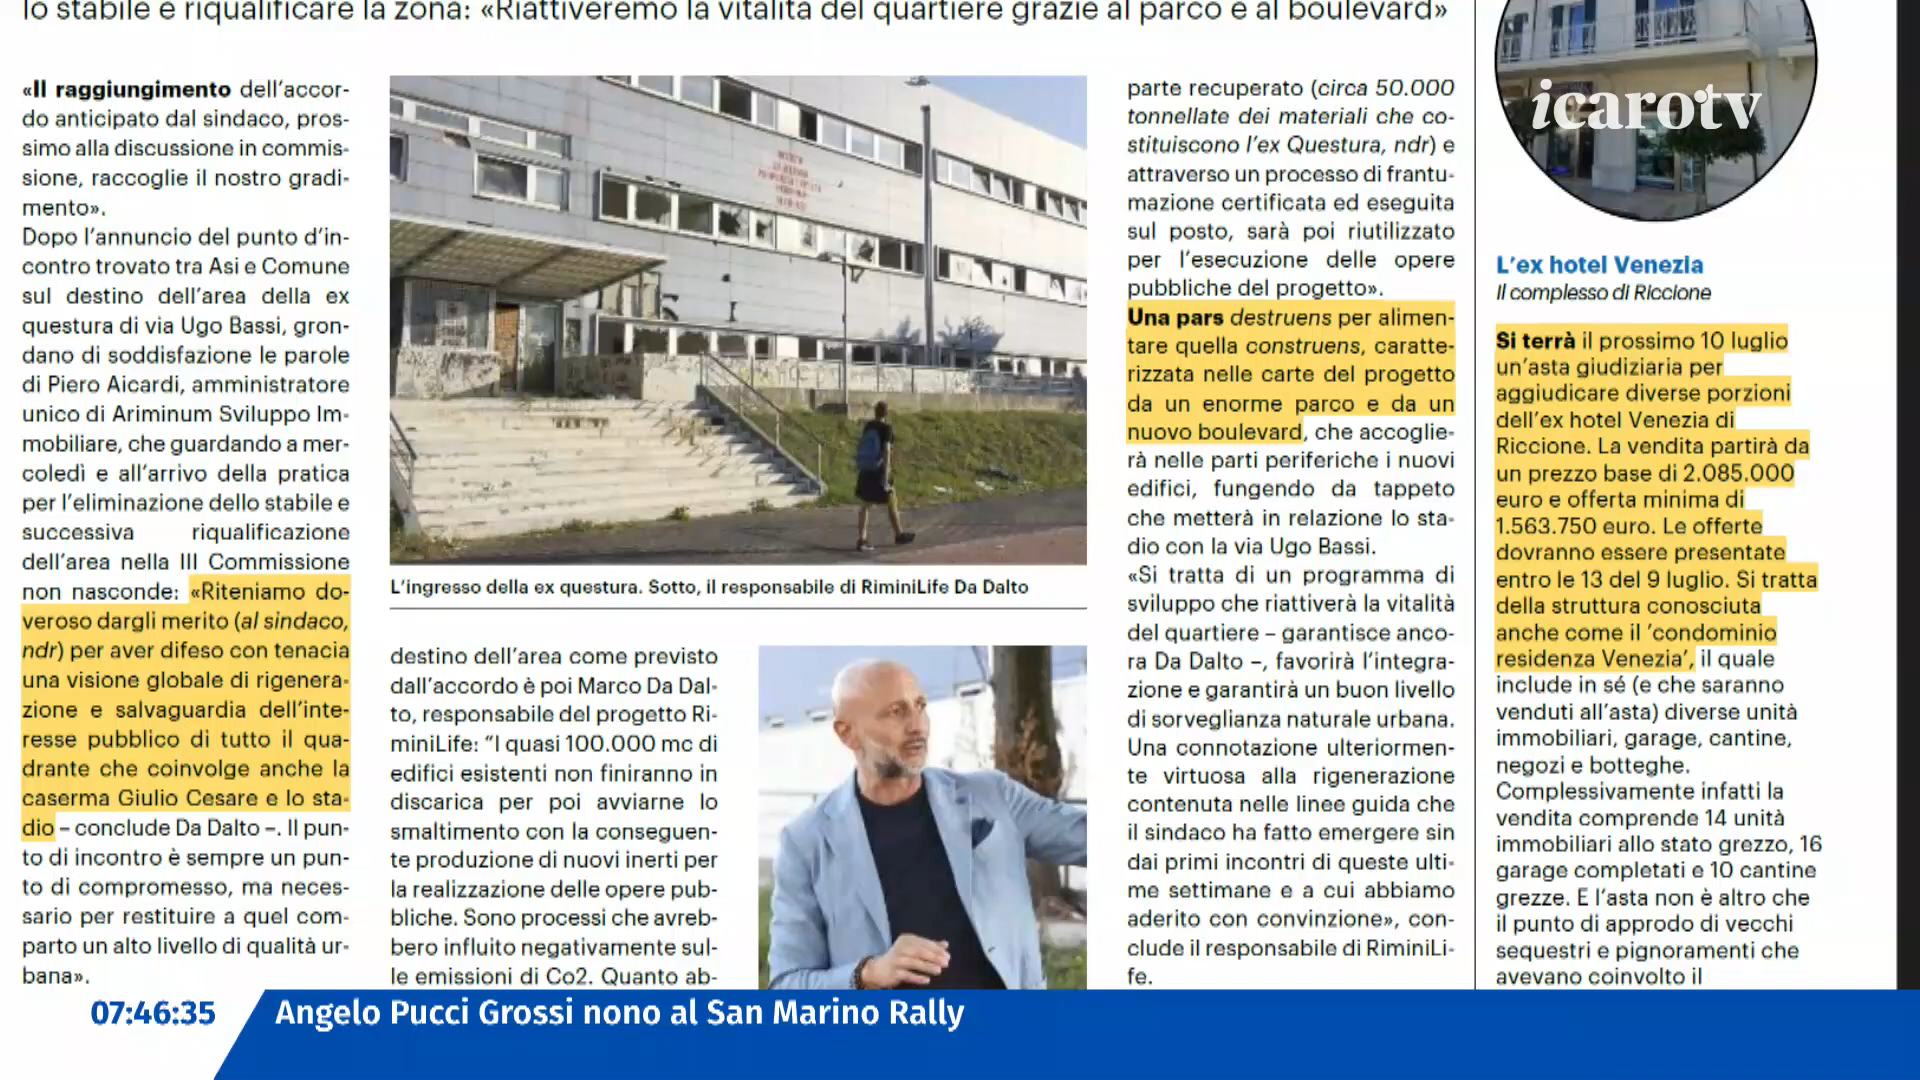 lo stabile e riqualificare la zona: «Riattiveremo la vitalità del quartiere grazie al parco e al boulevard»
«Il raggiungimento dell'accor-
do anticipato dal sindaco, pros-
simo alla discussione in commis-
sione, raccoglie il nostro gradi-
mento».
Dopo l'annuncio del punto d'in-
contro trovato tra Asi e Comune
sul destino dell'area della ex
questura di via Ugo Bassi, gron-
dano di soddisfazione le parole
di Piero Aicardi, amministratore
unico di Ariminum Sviluppo Im-
mobiliare, che guardando a mer-
coledì e all'arrivo della pratica
per l'eliminazione dello stabile e
successiva riqualificazione
dell'area nella III Commissione
non nasconde: «Riteniamo do-
veroso dargli merito (al sindaco,
ndr) per aver difeso con tenacia
una visione globale di rigenera-
zione e salvaguardia dell'inte-
resse pubblico di tutto il qua-
drante che coinvolge anche la
caserma Giulio Cesare e lo sta-
dio – conclude Da Dalto –. Il pun-
to di incontro è sempre un pun-
to di compromesso, ma neces-
sario per restituire a quel com-
parto un alto livello di qualità ur-
bana».
L'ingresso della ex questura. Sotto, il responsabile di RiminiLife Da Dalto
destino dell'area come previsto
dall'accordo è poi Marco Da Dal-
to, responsabile del progetto Ri-
miniLife: “I quasi 100.000 mc di
edifici esistenti non finiranno in
discarica per poi avviarne lo
smaltimento con la conseguen-
te produzione di nuovi inerti per
la realizzazione delle opere pub-
bliche. Sono processi che avreb-
bero influito negativamente sul-
le emissioni di Co2. Quanto ab-
parte recuperato (circa 50.000
tonnellate dei materiali che co-
stituiscono l'ex Questura, ndr) e
attraverso un processo di frantu-
mazione certificata ed eseguita
sul posto, sarà poi riutilizzato
per l'esecuzione delle opere
pubbliche del progetto».
Una pars destruens per alimen-
tare quella construens, caratte-
rizzata nelle carte del progetto
da un enorme parco e da un
nuovo boulevard, che accoglie-
rà nelle parti periferiche i nuovi
edifici, fungendo da tappeto
che metterà in relazione lo sta-
dio con la via Ugo Bassi.
«Si tratta di un programma di
sviluppo che riattiverà la vitalità
del quartiere – garantisce anco-
ra Da Dalto –, favorirà l'integra-
zione e garantirà un buon livello
di sorveglianza naturale urbana.
Una connotazione ulteriormen-
te virtuosa alla rigenerazione
contenuta nelle linee guida che
il sindaco ha fatto emergere sin
dai primi incontri di queste ulti-
me settimane e a cui abbiamo
aderito con convinzione», con-
clude il responsabile di RiminiLi-
fe.
icarotv
L'ex hotel Venezia
Il complesso di Riccione
Si terrà il prossimo 10 luglio
un'asta giudiziaria per
aggiudicare diverse porzioni
dell'ex hotel Venezia di
Riccione. La vendita partirà da
un prezzo base di 2.085.000
euro e offerta minima di
1.563.750 euro. Le offerte
dovranno essere presentate
entro le 13 del 9 luglio. Si tratta
della struttura conosciuta
anche come il 'condominio
residenza Venezia', il quale
include in sé (e che saranno
venduti all'asta) diverse unità
immobiliari, garage, cantine,
negozi e botteghe.
Complessivamente infatti la
vendita comprende 14 unità
immobiliari allo stato grezzo, 16
garage completati e 10 cantine
grezze. E l'asta non è altro che
il punto di approdo di vecchi
sequestri e pignoramenti che
avevano coinvolto il
07:46:35
Angelo Pucci Grossi nono al San Marino Rally